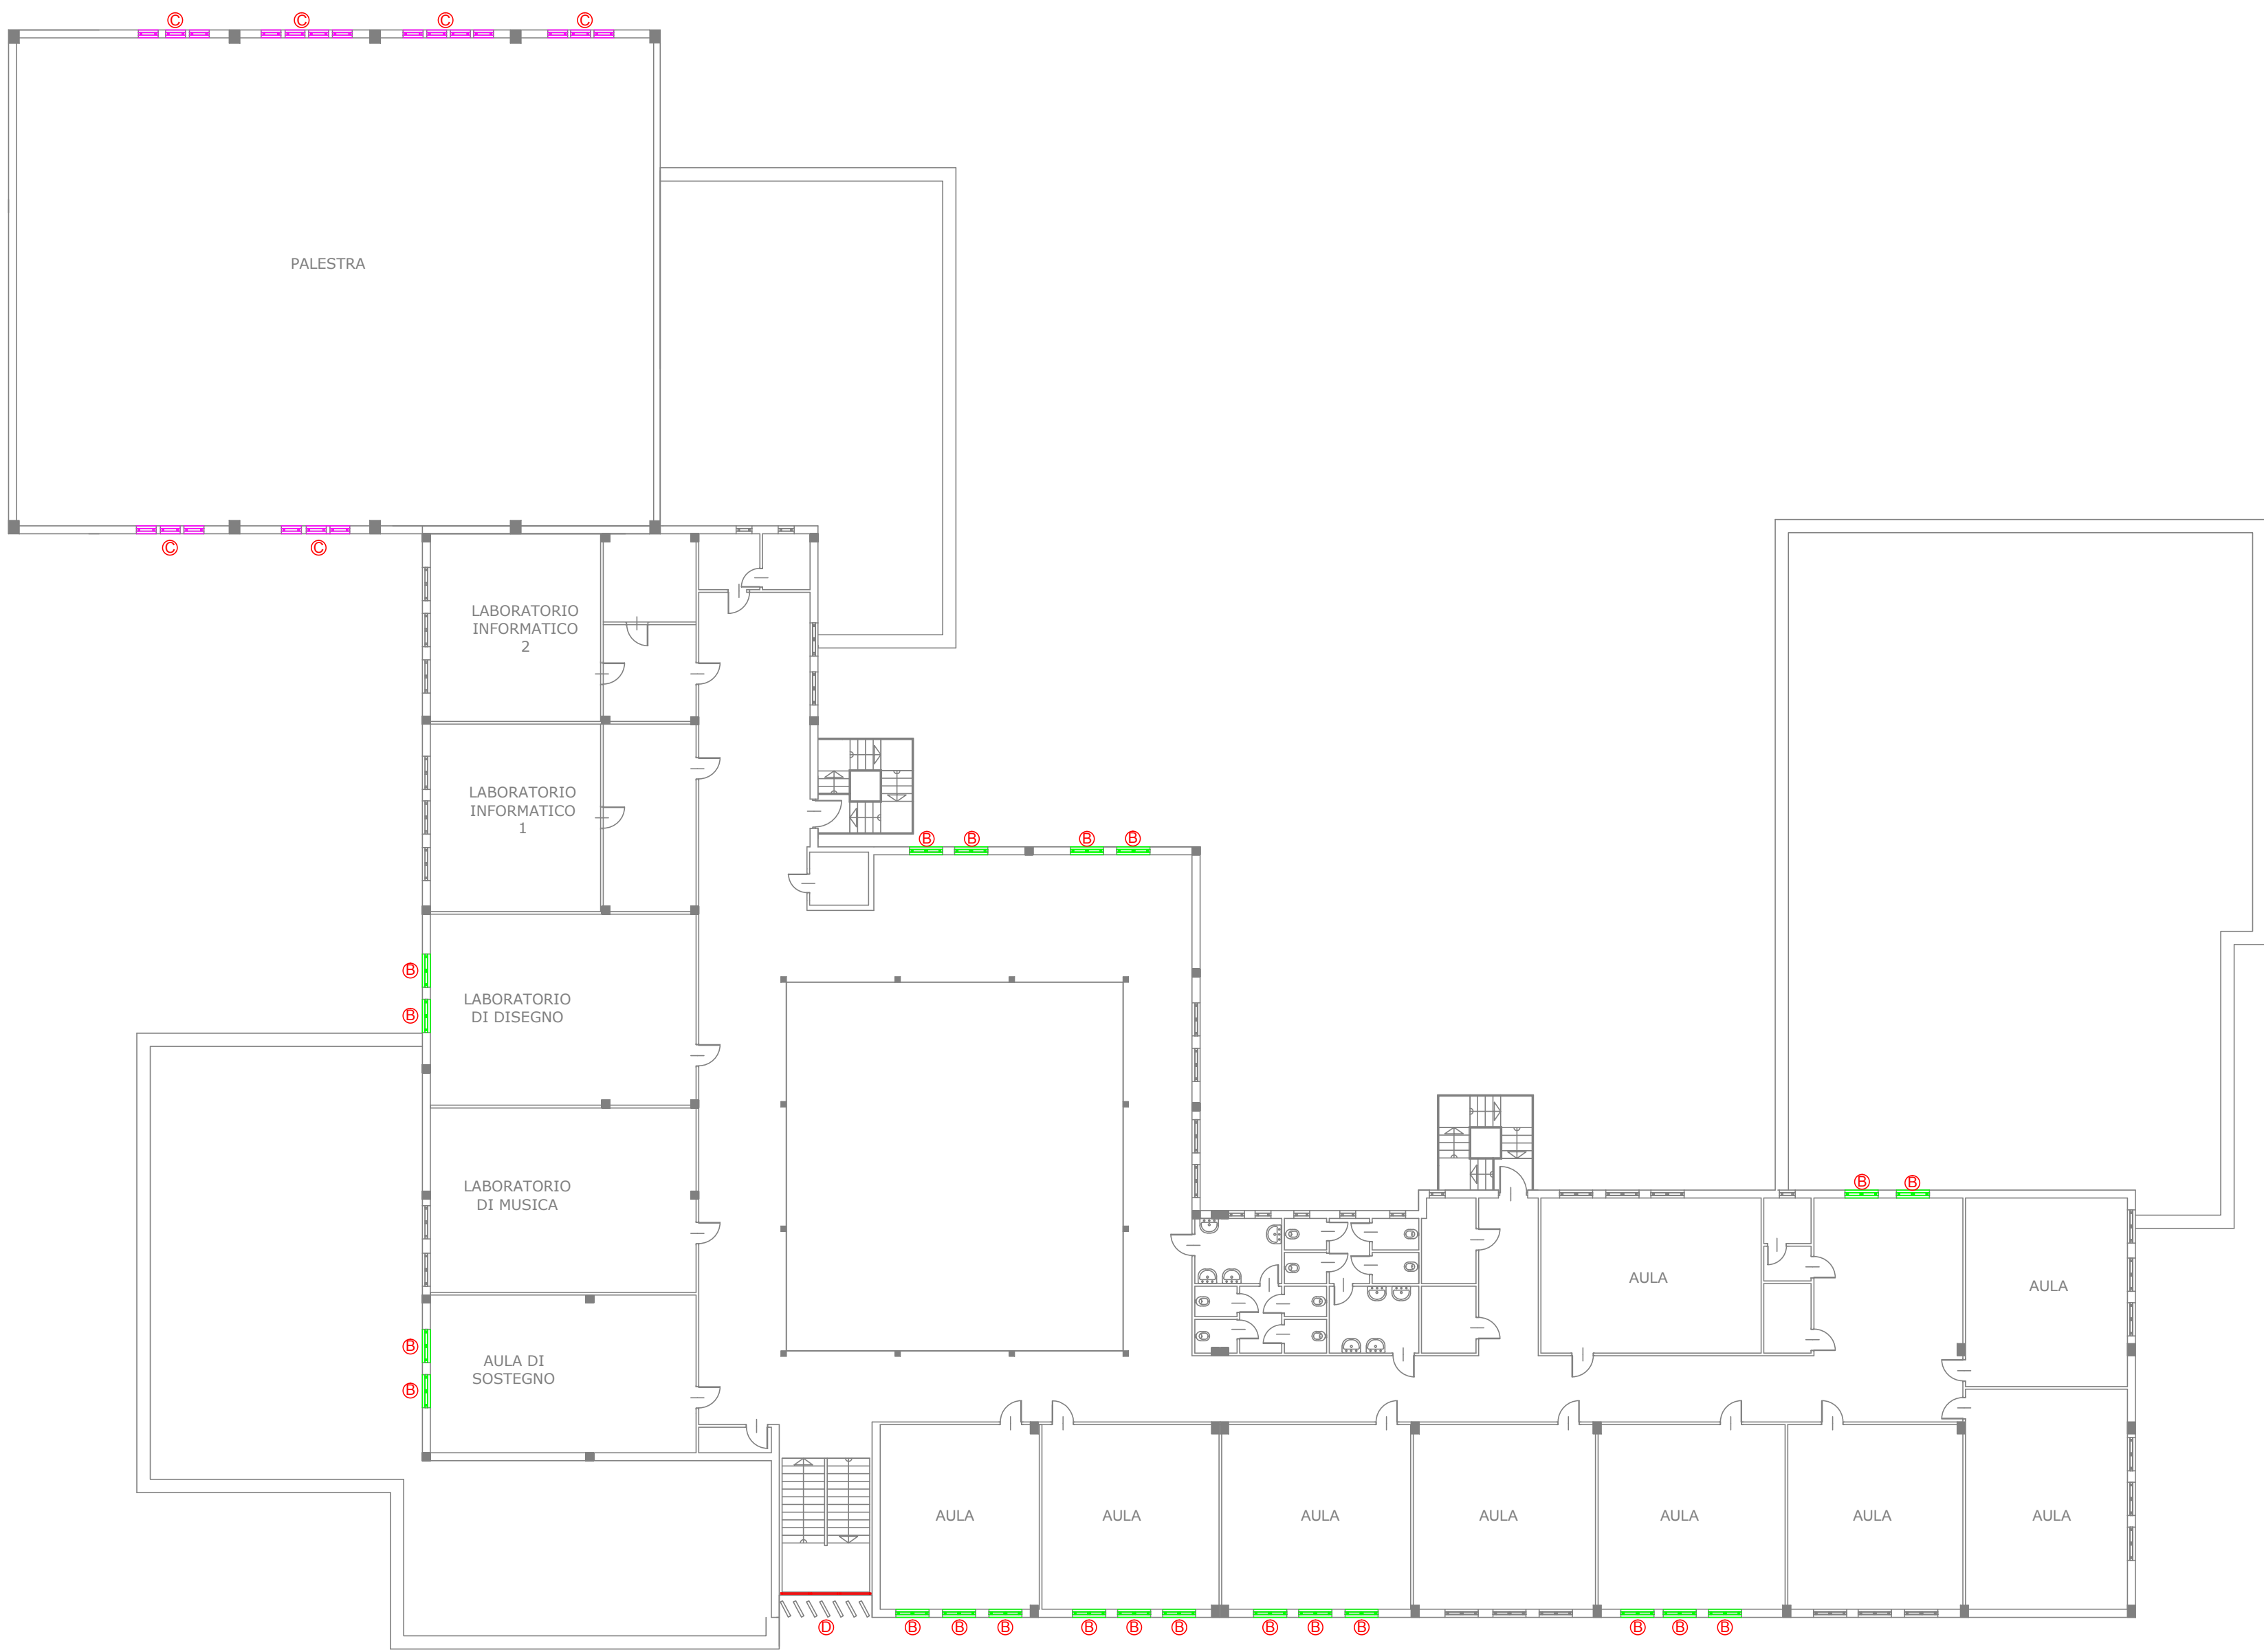 C C C C
PALESTRA
C C
LABORATORIO
INFORMATICO
2
LABORATORIO
INFORMATICO
1
B B B B
B
LABORATORIO
DI DISEGNO
B
B B
LABORATORIO
DI MUSICA
AULA
AULA
B
AULA DI
SOSTEGNO
B
AULA AULA AULA AULA AULA AULA AULA
D B B B B B B B B B B B B